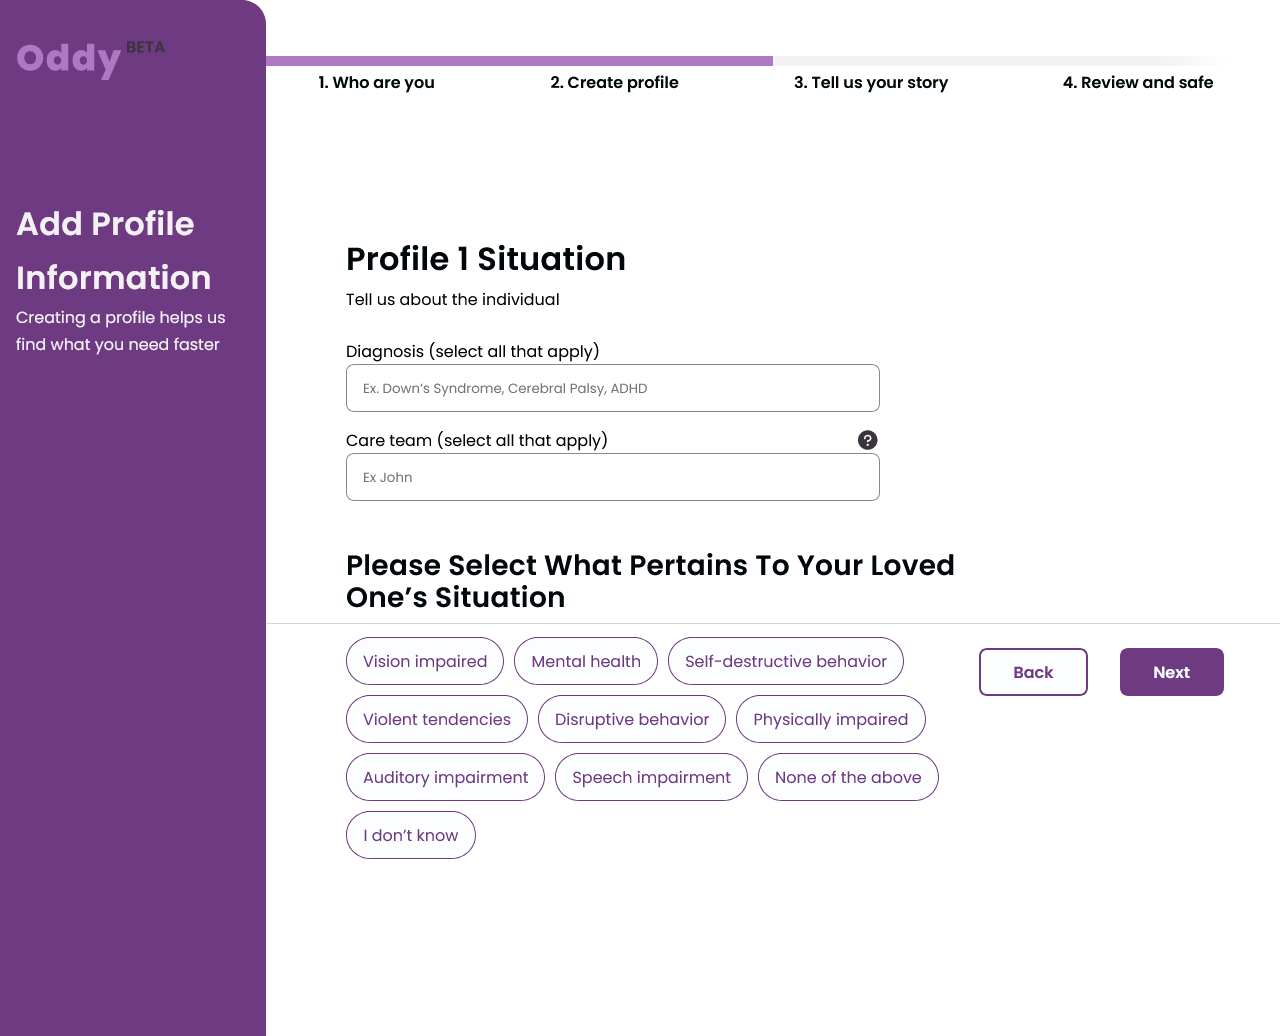 Oddy BETA
1. Who are you
2. Create profile
3. Tell us your story
4. Review and safe
Add Profile
Information
Creating a profile helps us
find what you need faster
Profile 1 Situation
Tell us about the individual
Diagnosis (select all that apply)
Ex. Down’s Syndrome, Cerebral Palsy, ADHD
Care team (select all that apply)
?
Ex John
Please Select What Pertains To Your Loved
One’s Situation
Vision impaired
Mental health
Self-destructive behavior
Back
Next
Violent tendencies
Disruptive behavior
Physically impaired
Auditory impairment
Speech impairment
None of the above
I don’t know